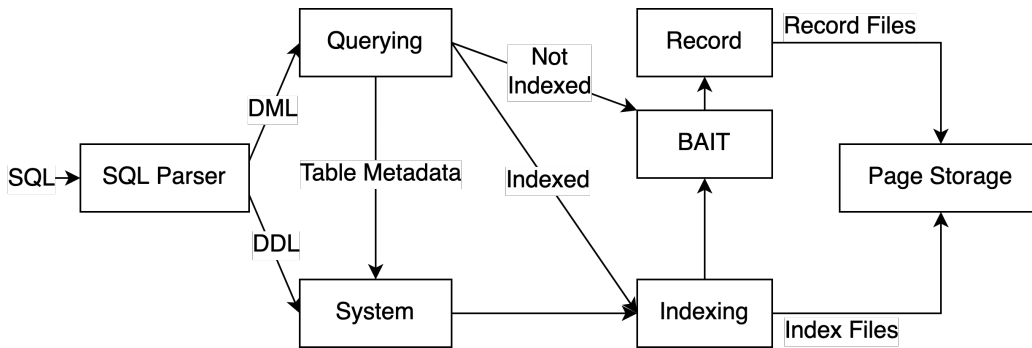 Querying
Record
Record Files
Not
Indexed
DML
BAIT
SQL
SQL Parser
Table Metadata
Indexed
Page Storage
DDL
System
Indexing
Index Files